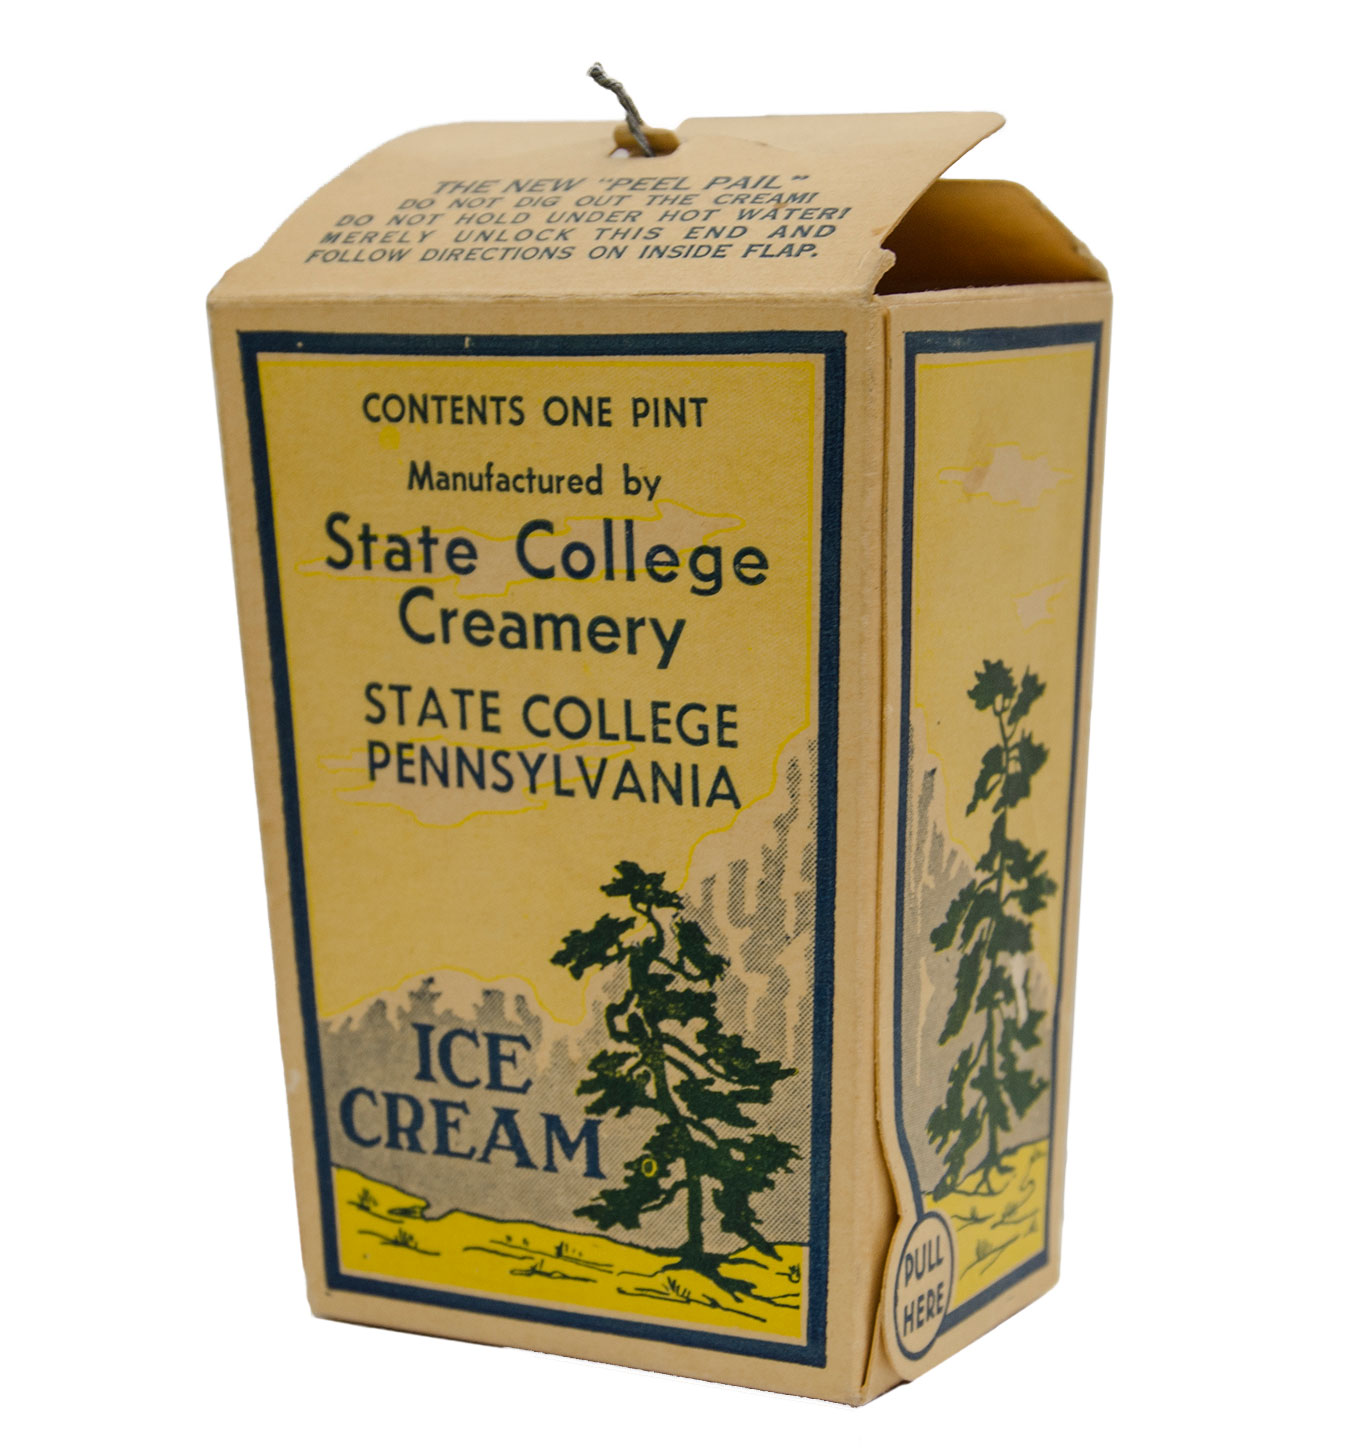 THE NEW "PEEL PAIL"
DO NOT DIG OUT THE CREAM!
DO NOT HOLD UNDER HOT WATER!
MERELY UNLOCK THIS END AND
FOLLOW DIRECTIONS ON INSIDE FLAP.
CONTENTS ONE PINT
Manufactured by
State College
Creamery
STATE COLLEGE
PENNSYLVANIA
ICE
CREAM
PULL
HERE